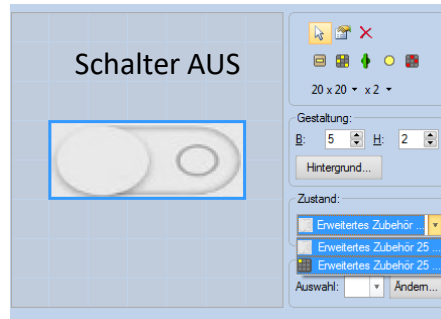 Schalter AUS
20 x 20 x 2
Gestaltung:
B: 5 H: 2
Hintergrund...
Zustand:
Erweitertes Zubehör ...
Erweitertes Zubehör 25 ...
Erweitertes Zubehör 25 ...
Auswahl: Ändern...